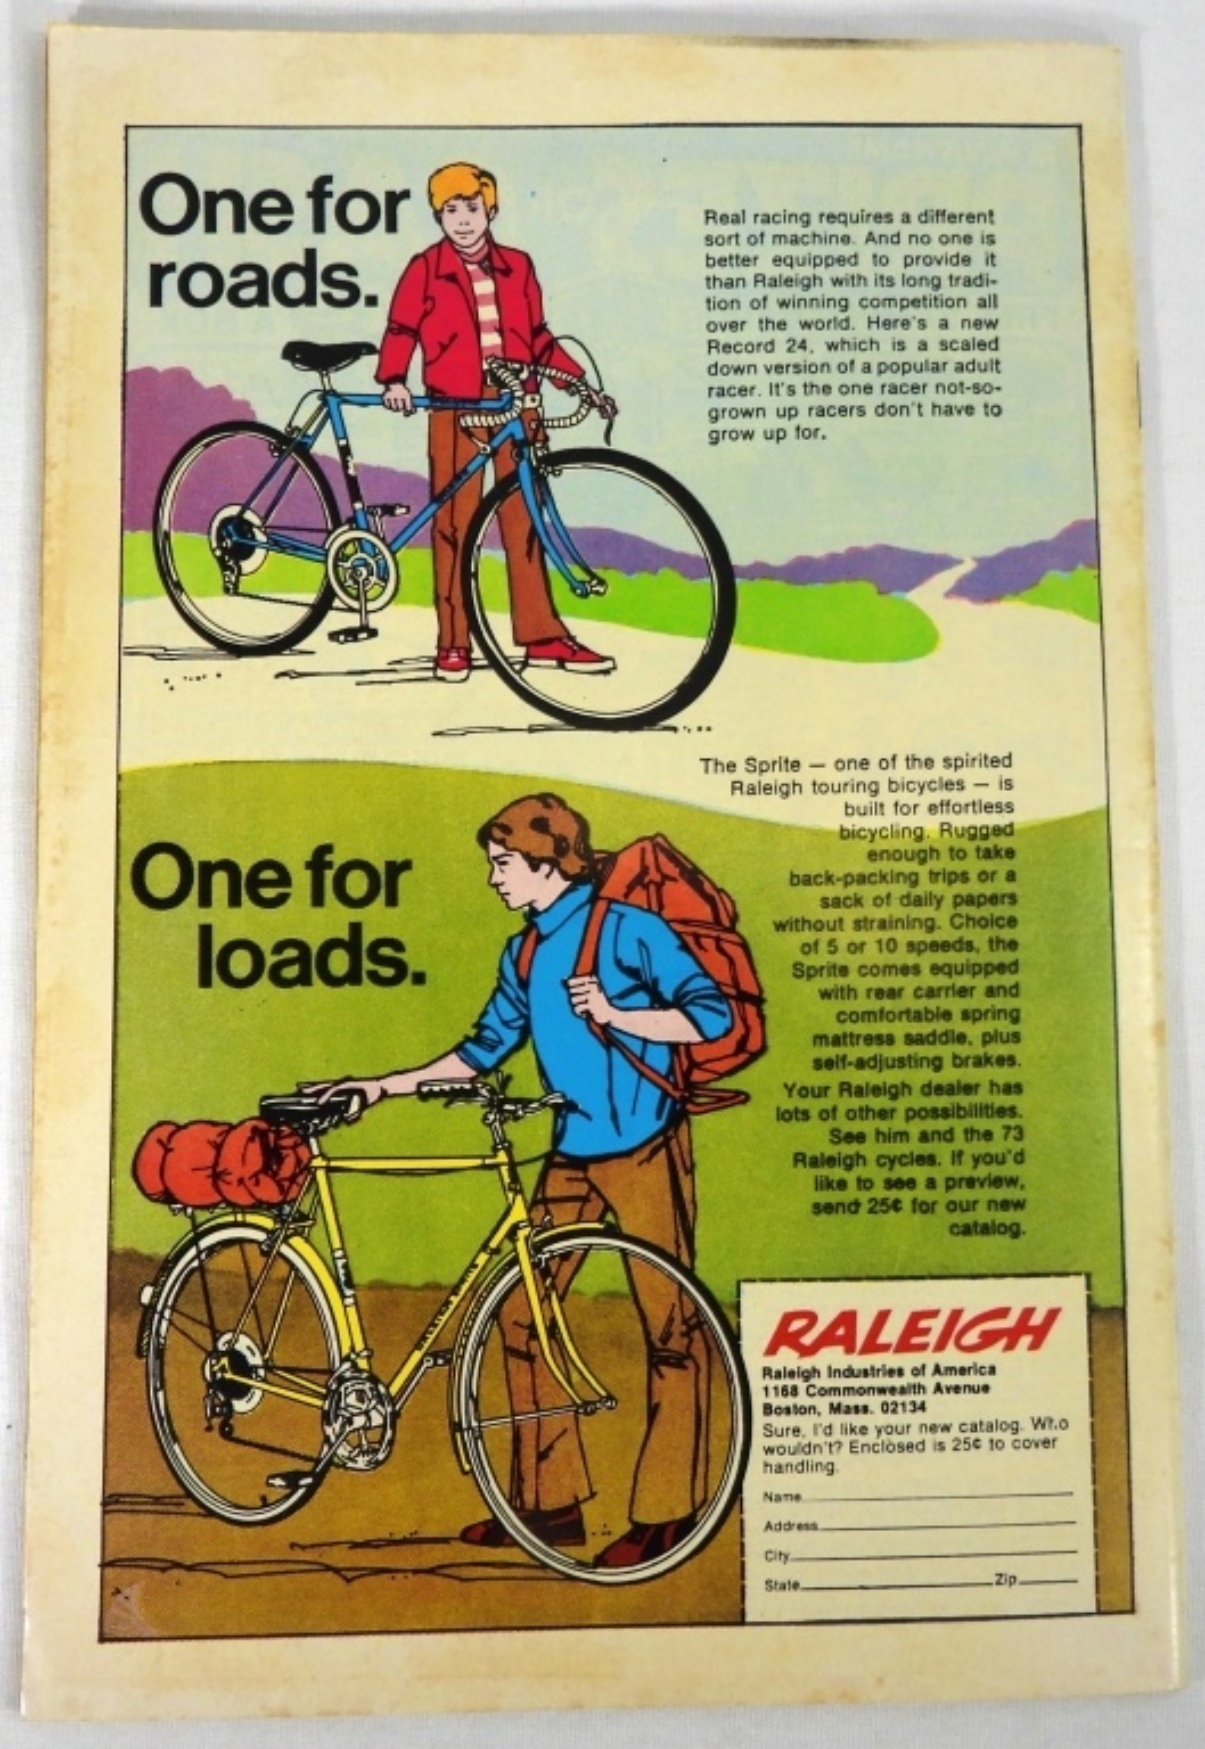 One for
roads.
Real racing requires a different
sort of machine. And no one is
better equipped to provide it
than Raleigh with its long tradi-
tion of winning competition all
over the world. Here's a new
Record 24, which is a scaled
down version of a popular adult
racer. It's the one racer not-so-
grown up racers don't have to
grow up for.
One for
loads.
The Sprite — one of the spirited
Raleigh touring bicycles — is
built for effortless
bicycling. Rugged
enough to take
back-packing trips or a
sack of daily papers
without straining. Choice
of 5 or 10 speeds, the
Sprite comes equipped
with rear carrier and
comfortable spring
mattress saddle, plus
self-adjusting brakes.
Your Raleigh dealer has
lots of other possibilities.
See him and the 73
Raleigh cycles. If you'd
like to see a preview,
send 25¢ for our new
catalog.
RALEIGH
Raleigh Industries of America
1168 Commonwealth Avenue
Boston, Mass. 02134
Sure, I'd like your new catalog. Who
wouldn't? Enclosed is 25¢ to cover
handling.
Name
Address
City
State Zip